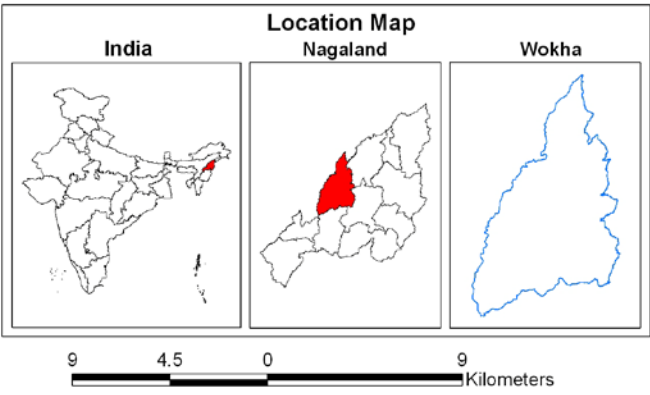 Location Map
India
Nagaland
Wokha
9 4.5 0 9
Kilometers